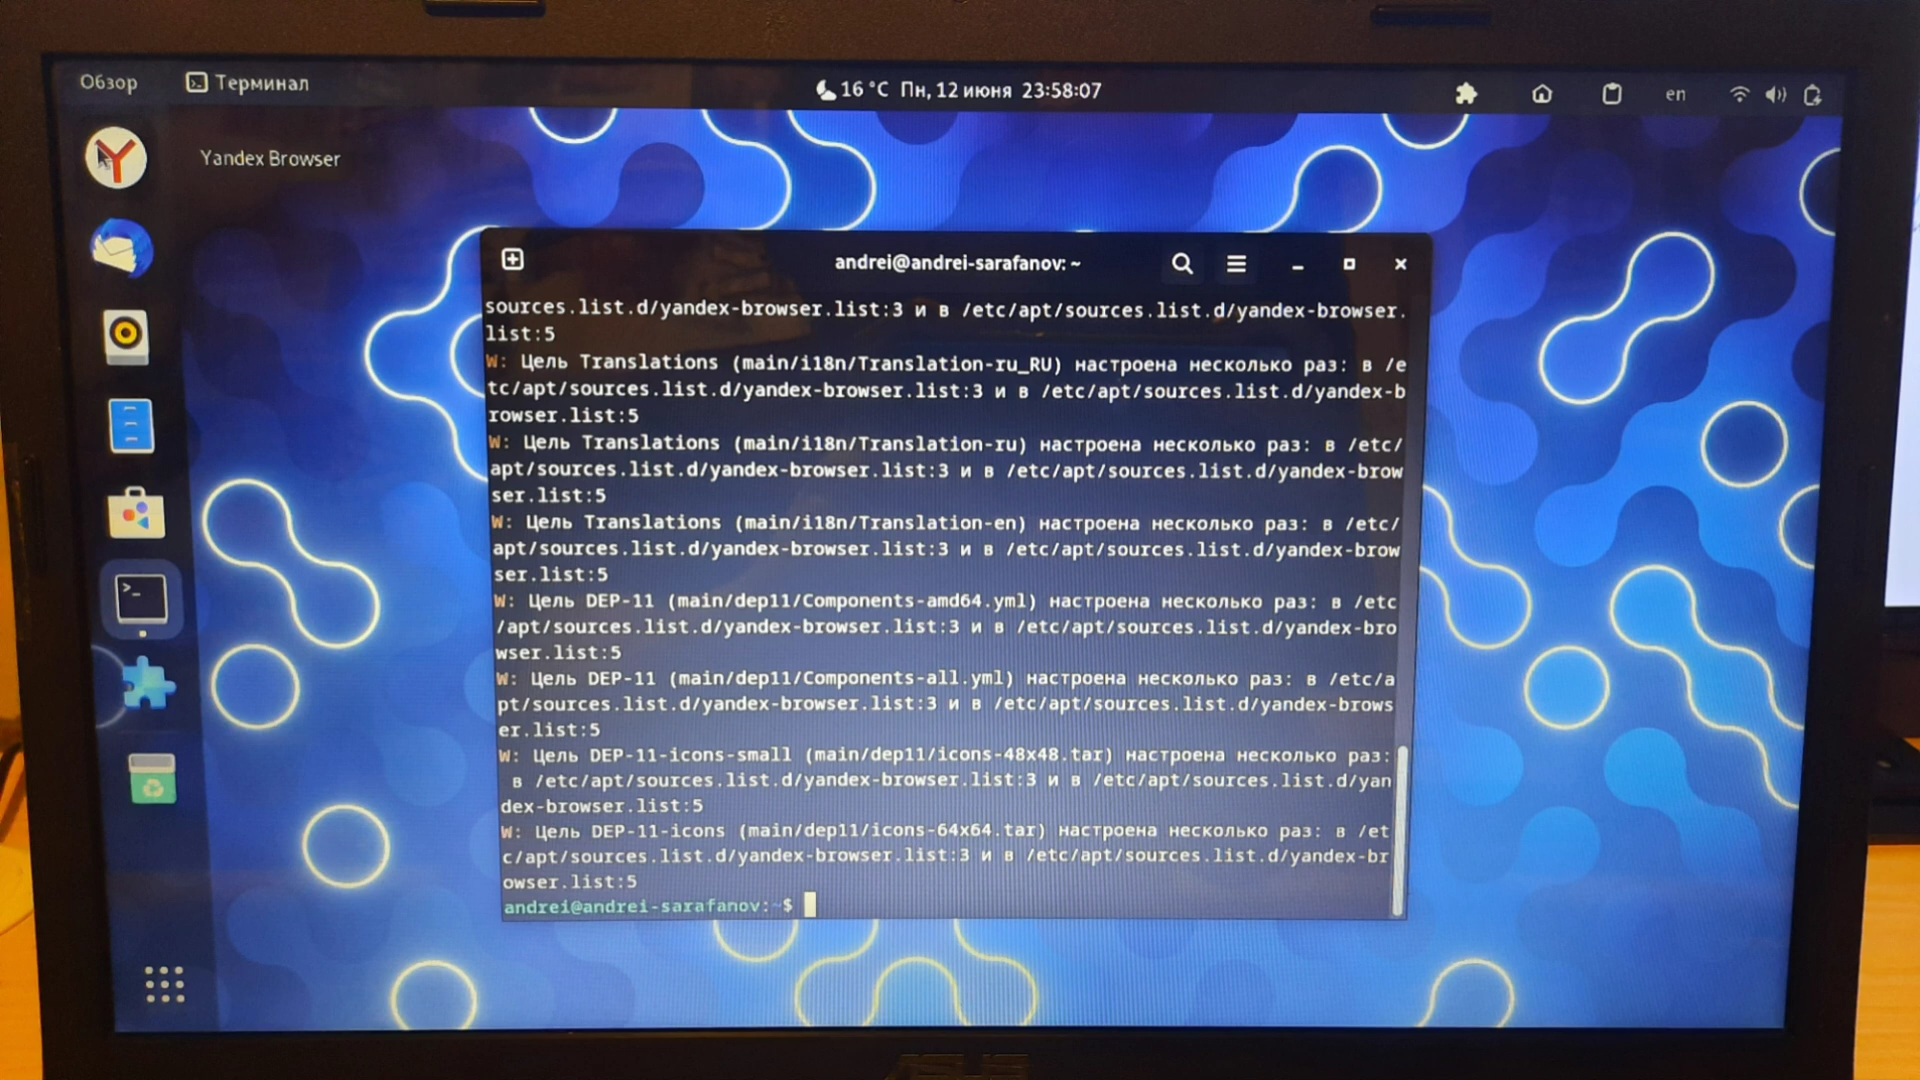 Обзор
Терминал
16 °C Пн, 12 июня 23:58:07
en
Yandex Browser
andrei@andrei-sarafanov: ~
sources.list.d/yandex-browser.list:3 и в /etc/apt/sources.list.d/yandex-browser.
list:5
W: Цель Translations (main/i18n/Translation-ru_RU) настроена несколько раз: в /e
tc/apt/sources.list.d/yandex-browser.list:3 и в /etc/apt/sources.list.d/yandex-b
rowser.list:5
W: Цель Translations (main/i18n/Translation-ru) настроена несколько раз: в /etc/
apt/sources.list.d/yandex-browser.list:3 и в /etc/apt/sources.list.d/yandex-brow
ser.list:5
W: Цель Translations (main/i18n/Translation-en) настроена несколько раз: в /etc/
apt/sources.list.d/yandex-browser.list:3 и в /etc/apt/sources.list.d/yandex-brow
ser.list:5
W: Цель DEP-11 (main/dep11/Components-amd64.yml) настроена несколько раз: в /etc
/apt/sources.list.d/yandex-browser.list:3 и в /etc/apt/sources.list.d/yandex-bro
wser.list:5
W: Цель DEP-11 (main/dep11/Components-all.yml) настроена несколько раз: в /etc/a
pt/sources.list.d/yandex-browser.list:3 и в /etc/apt/sources.list.d/yandex-brows
er.list:5
W: Цель DEP-11-icons-small (main/dep11/icons-48x48.tar) настроена несколько раз:
в /etc/apt/sources.list.d/yandex-browser.list:3 и в /etc/apt/sources.list.d/yan
dex-browser.list:5
W: Цель DEP-11-icons (main/dep11/icons-64x64.tar) настроена несколько раз: в /et
c/apt/sources.list.d/yandex-browser.list:3 и в /etc/apt/sources.list.d/yandex-br
owser.list:5
andrei@andrei-sarafanov:~$
ASUS